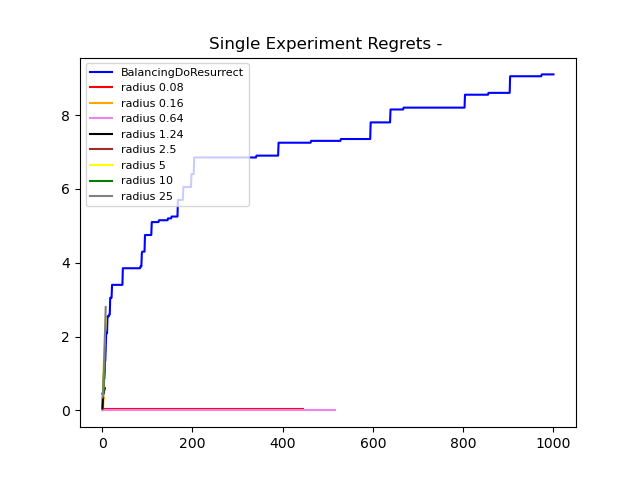 Single Experiment Regrets -
BalancingDoResurrect
radius 0.08
radius 0.16
radius 0.64
radius 1.24
radius 2.5
radius 5
radius 10
radius 25
8
6
4
2
0
0 200 400 600 800 1000